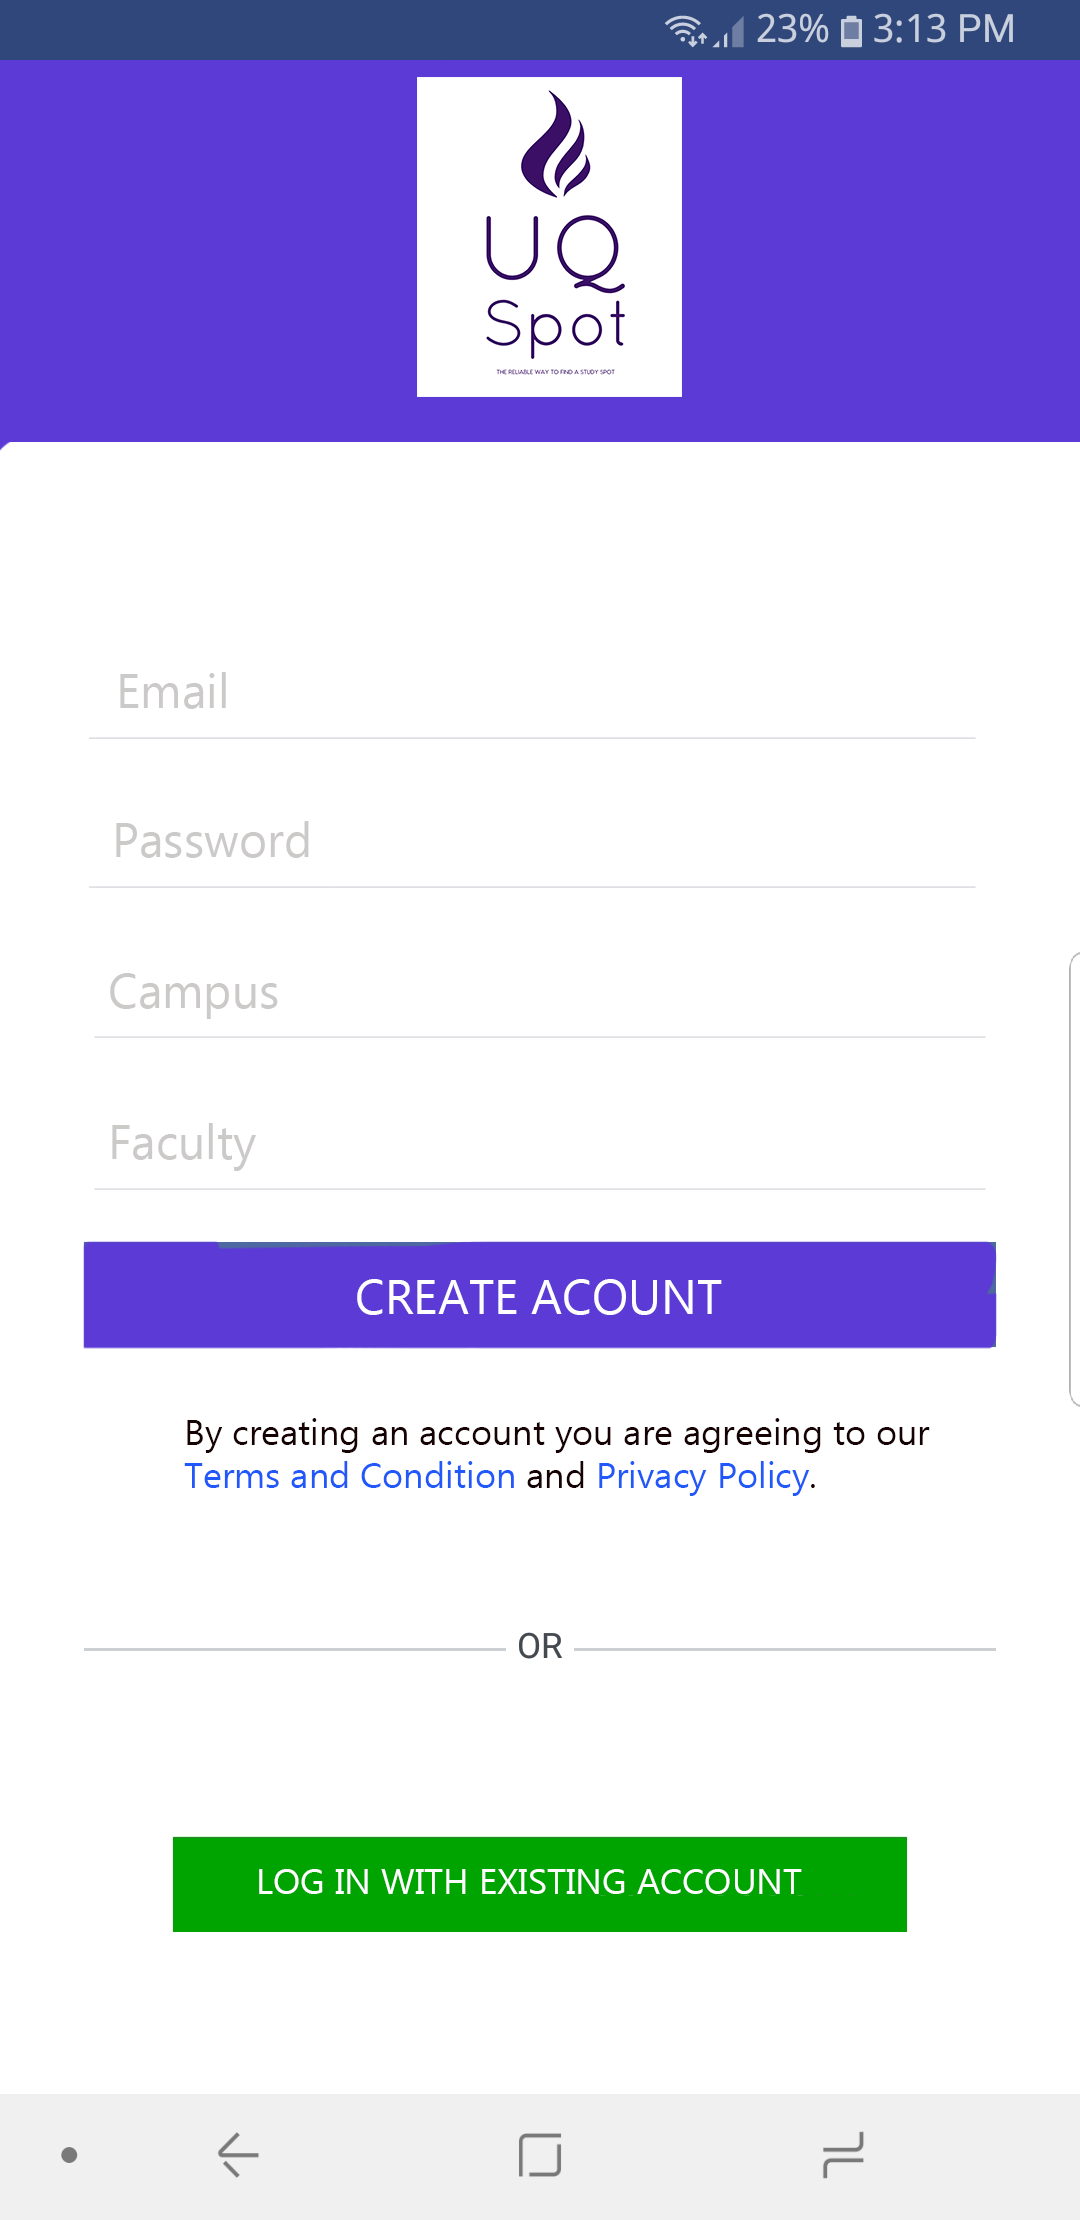 23% 3:13 PM
UQ
Spot
THE RELIABLE WAY TO FIND A STUDY SPOT
Email
Password
Campus
Faculty
CREATE ACOUNT
By creating an account you are agreeing to our
Terms and Condition and Privacy Policy.
OR
LOG IN WITH EXISTING ACCOUNT